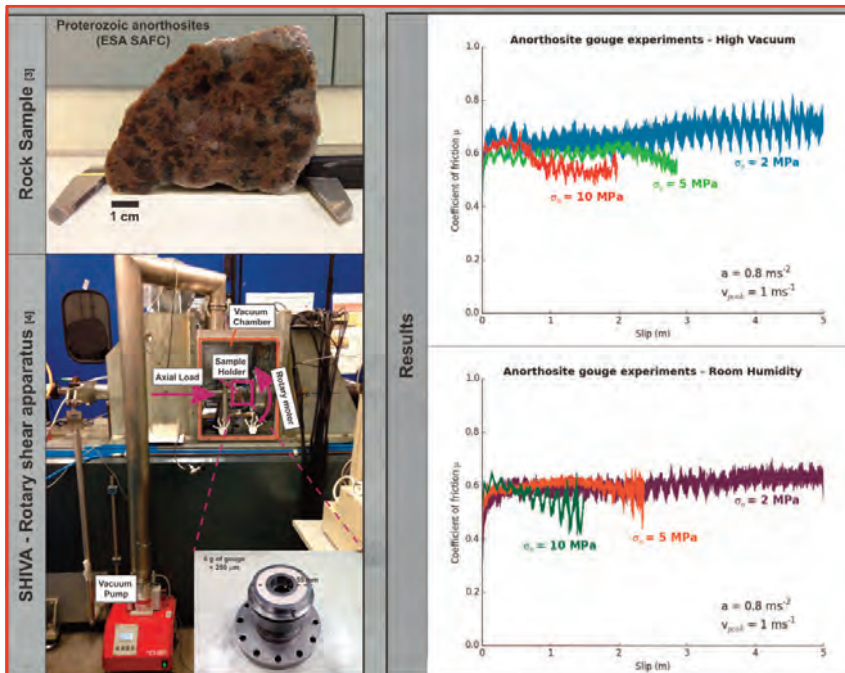 Rock Sample [3]
Proterozoic anorthosites
(ESA SAFC)
1 cm
SHIVA - Rotary shear apparatus [4]
Vacuum
Chamber
Sample
Holder
Axial Load
Rotary motor
Vacuum
Pump
6 g of gouge
< 250 μm
Results
Anorthosite gouge experiments - High Vacuum
Coefficient of friction μ
1.0
0.8
0.6
0.4
0.2
0.0
σₙ = 2 MPa
σₙ = 5 MPa
σₙ = 10 MPa
a = 0.8 ms⁻²
v_peak = 1 ms⁻¹
0 1 2 3 4 5
Slip (m)
Anorthosite gouge experiments - Room Humidity
Coefficient of friction μ
1.0
0.8
0.6
0.4
0.2
0.0
σₙ = 2 MPa
σₙ = 5 MPa
σₙ = 10 MPa
a = 0.8 ms⁻²
v_peak = 1 ms⁻¹
0 1 2 3 4 5
Slip (m)